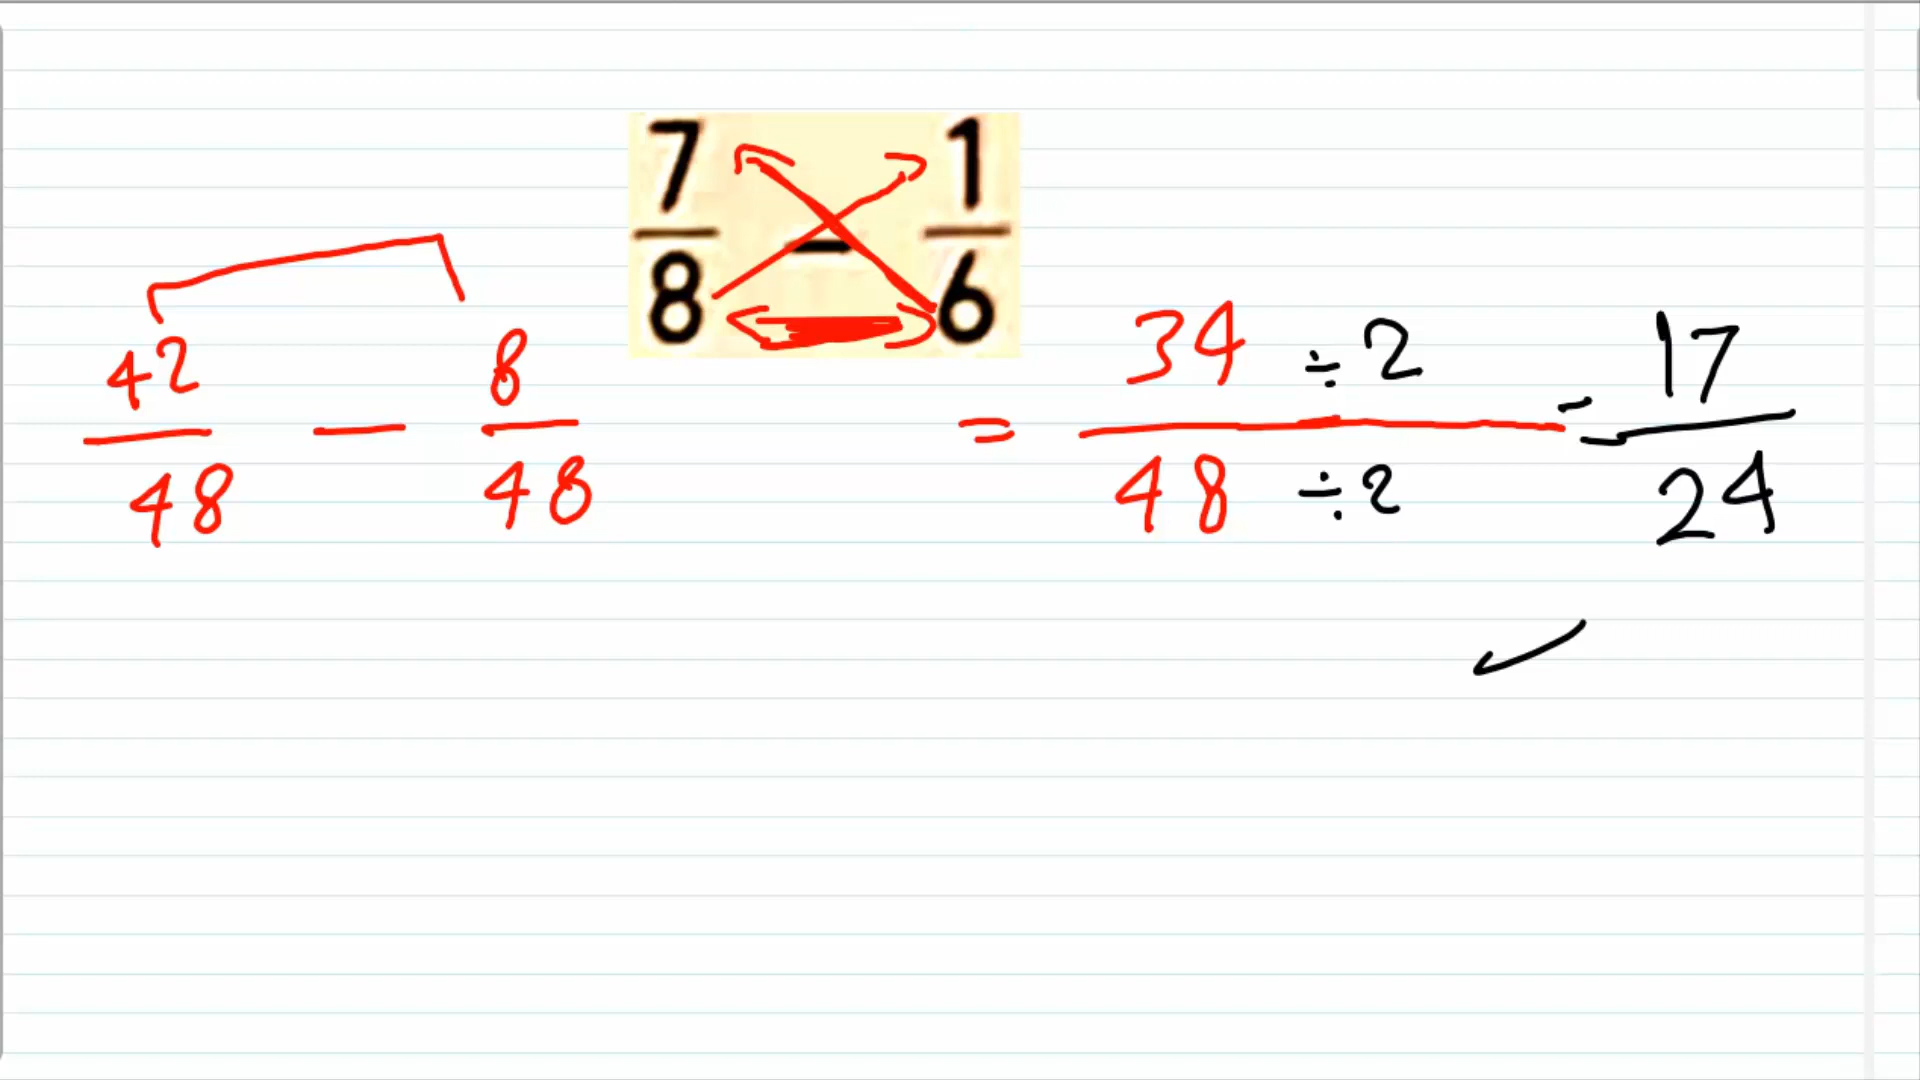 7/8 - 1/6
42/48 — 8/48 = 34 ÷ 2 / 48 ÷ 2 = 17/24